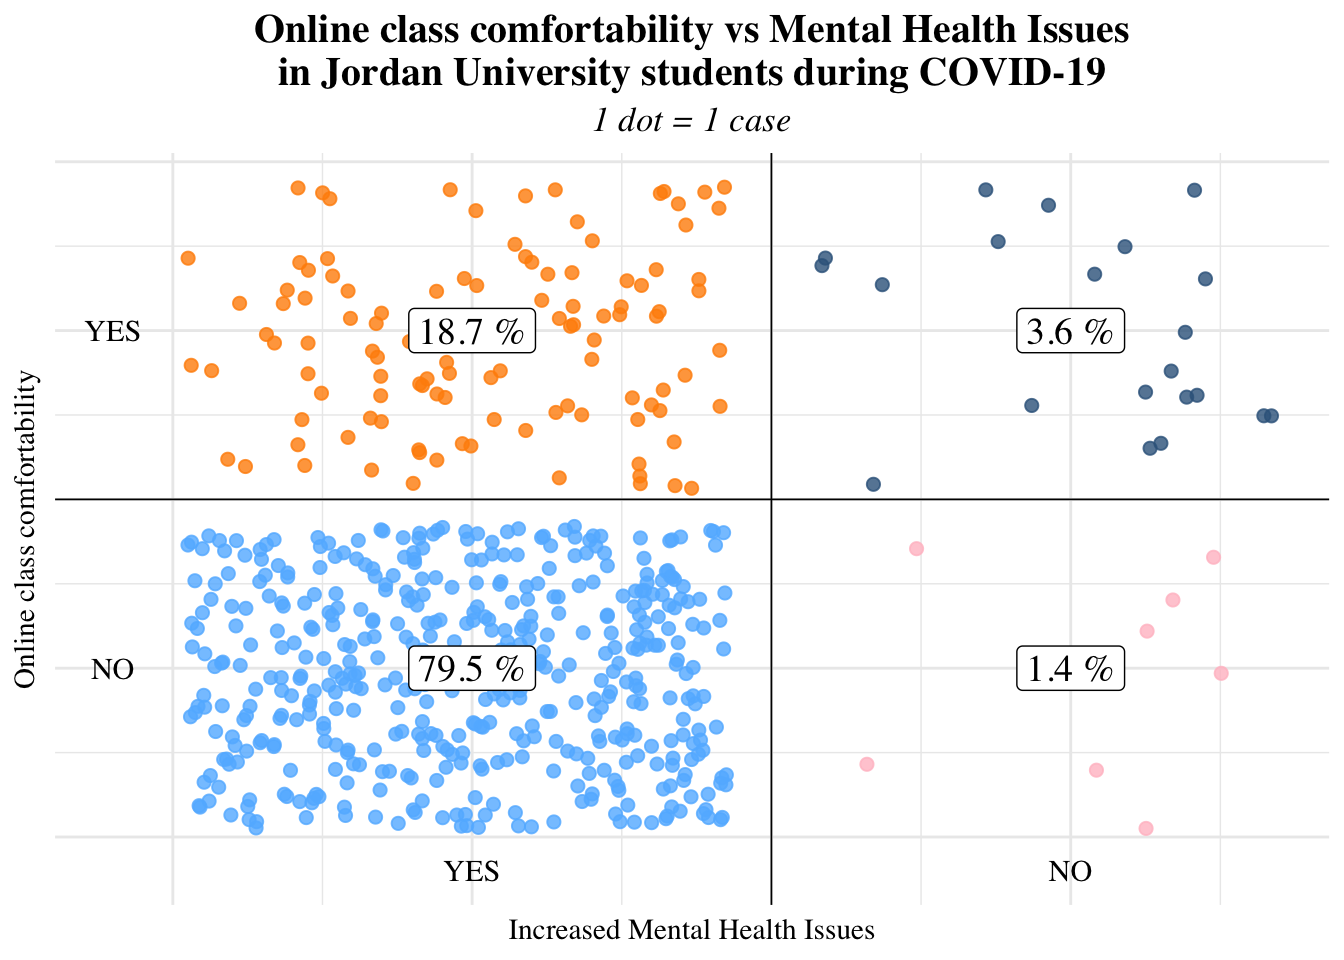 Online class comfortability vs Mental Health Issues
in Jordan University students during COVID-19
1 dot = 1 case
YES
18.7 %
3.6 %
Online class comfortability
NO
79.5 %
1.4 %
YES
NO
Increased Mental Health Issues